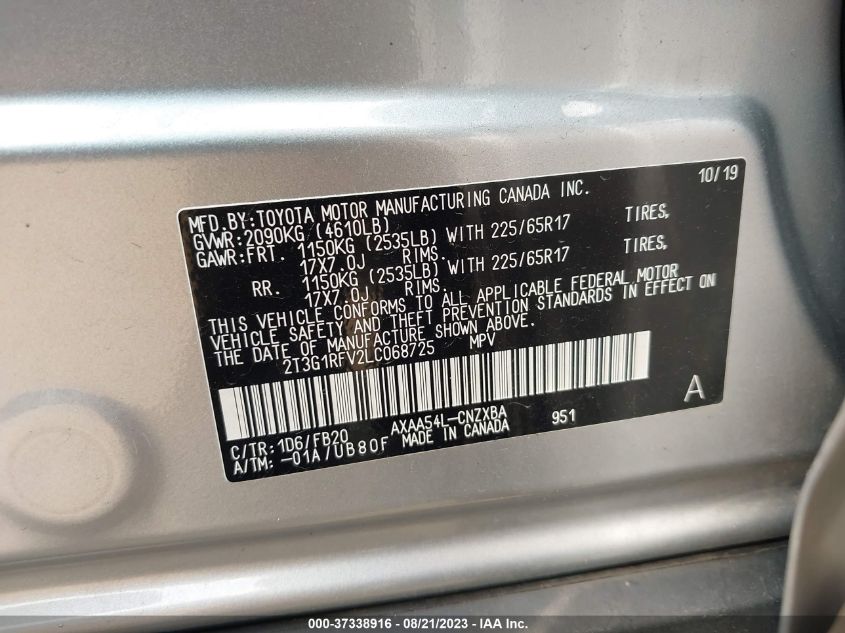 10/19
MFD.BY:TOYOTA MOTOR MANUFACTURING CANADA INC.
GVWR:2090KG (4610LB)
GAWR:FRT. 1150KG (2535LB) WITH 225/65R17 TIRES,
17X7.0J RIMS.
RR. 1150KG (2535LB) WITH 225/65R17 TIRES,
17X7.0J RIMS.
THIS VEHICLE CONFORMS TO ALL APPLICABLE FEDERAL MOTOR
VEHICLE SAFETY AND THEFT PREVENTION STANDARDS IN EFFECT ON
THE DATE OF MANUFACTURE SHOWN ABOVE.
2T3G1RFV2LC068725 MPV
A
C/TR:1D6/FB20 AXAA54L-CNZXBA 951
A/TM:-01A/UB80F MADE IN CANADA
000-37338916 - 08/21/2023 - Copyright © 2023 - IAA Inc.